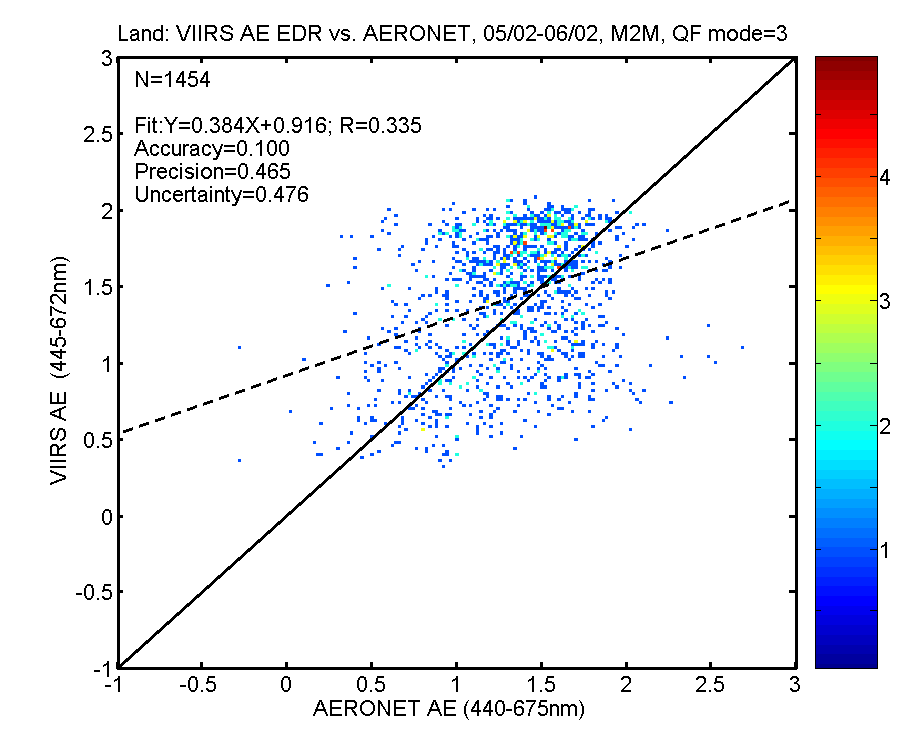 Land: VIIRS AE EDR vs. AERONET, 05/02-06/02, M2M, QF mode=3
N=1454
Fit:Y=0.384X+0.916; R=0.335
Accuracy=0.100
Precision=0.465
Uncertainty=0.476
3
2.5
2
1.5
1
0.5
0
-0.5
-1
VIIRS AE (445-672nm)
-1
-0.5
0
0.5
1
1.5
2
2.5
3
AERONET AE (440-675nm)
4
3
2
1